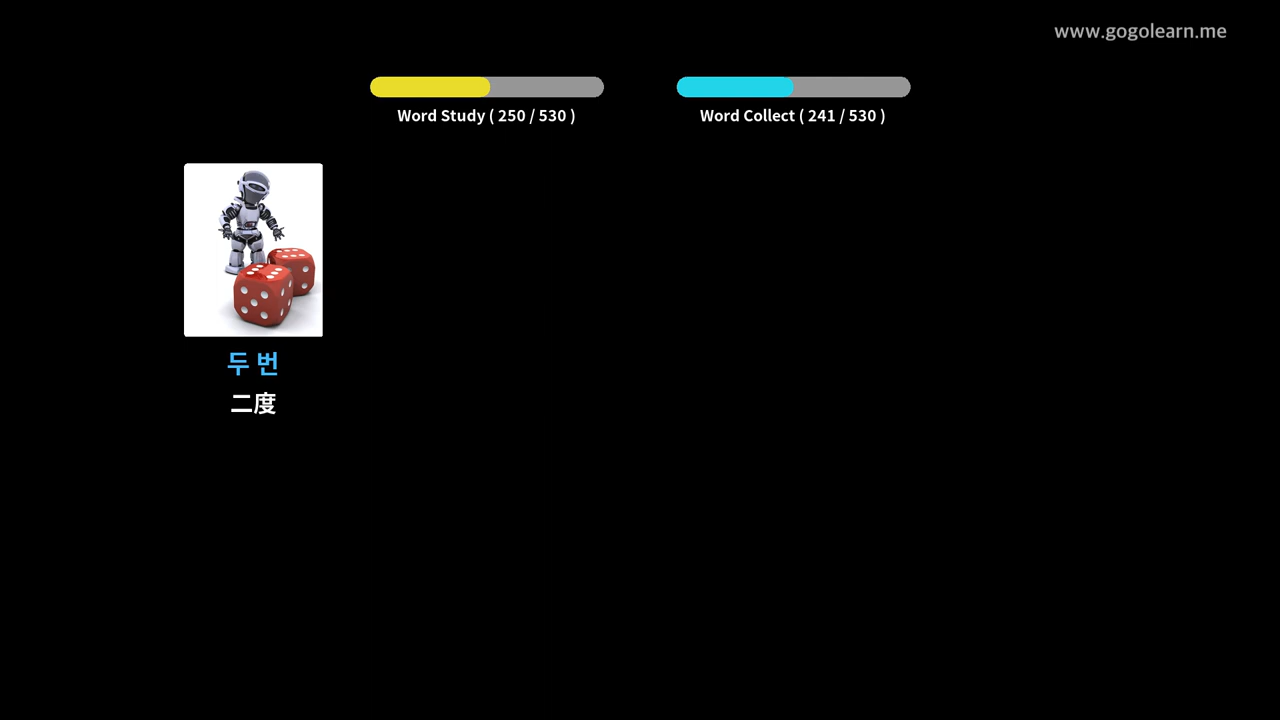 www.gogolearn.me
Word Study ( 250 / 530 )
Word Collect ( 241 / 530 )
두 번
二度